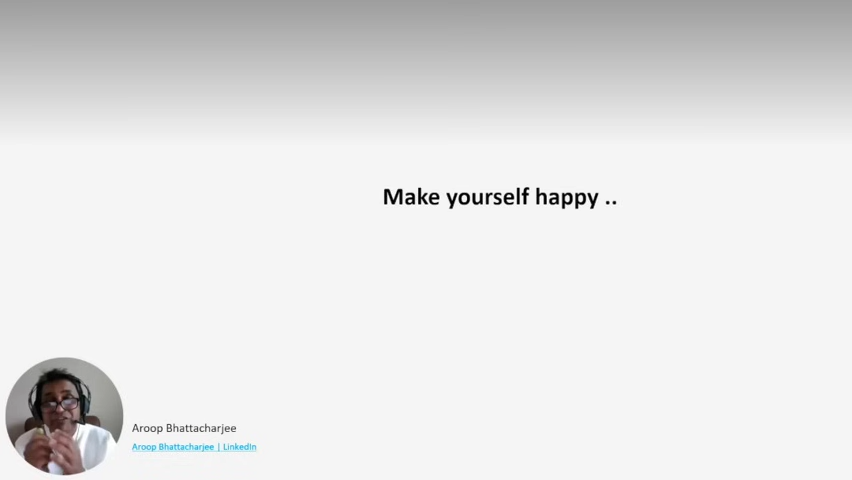 Make yourself happy ..
Aroop Bhattacharjee
Aroop Bhattacharjee | LinkedIn